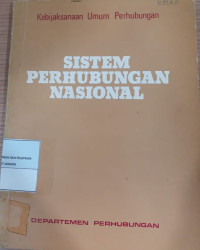 Kebijaksanaan Umum Perhubungan
SISTEM
PERHUBUNGAN
NASIONAL
DEPARTEMEN PERHUBUNGAN